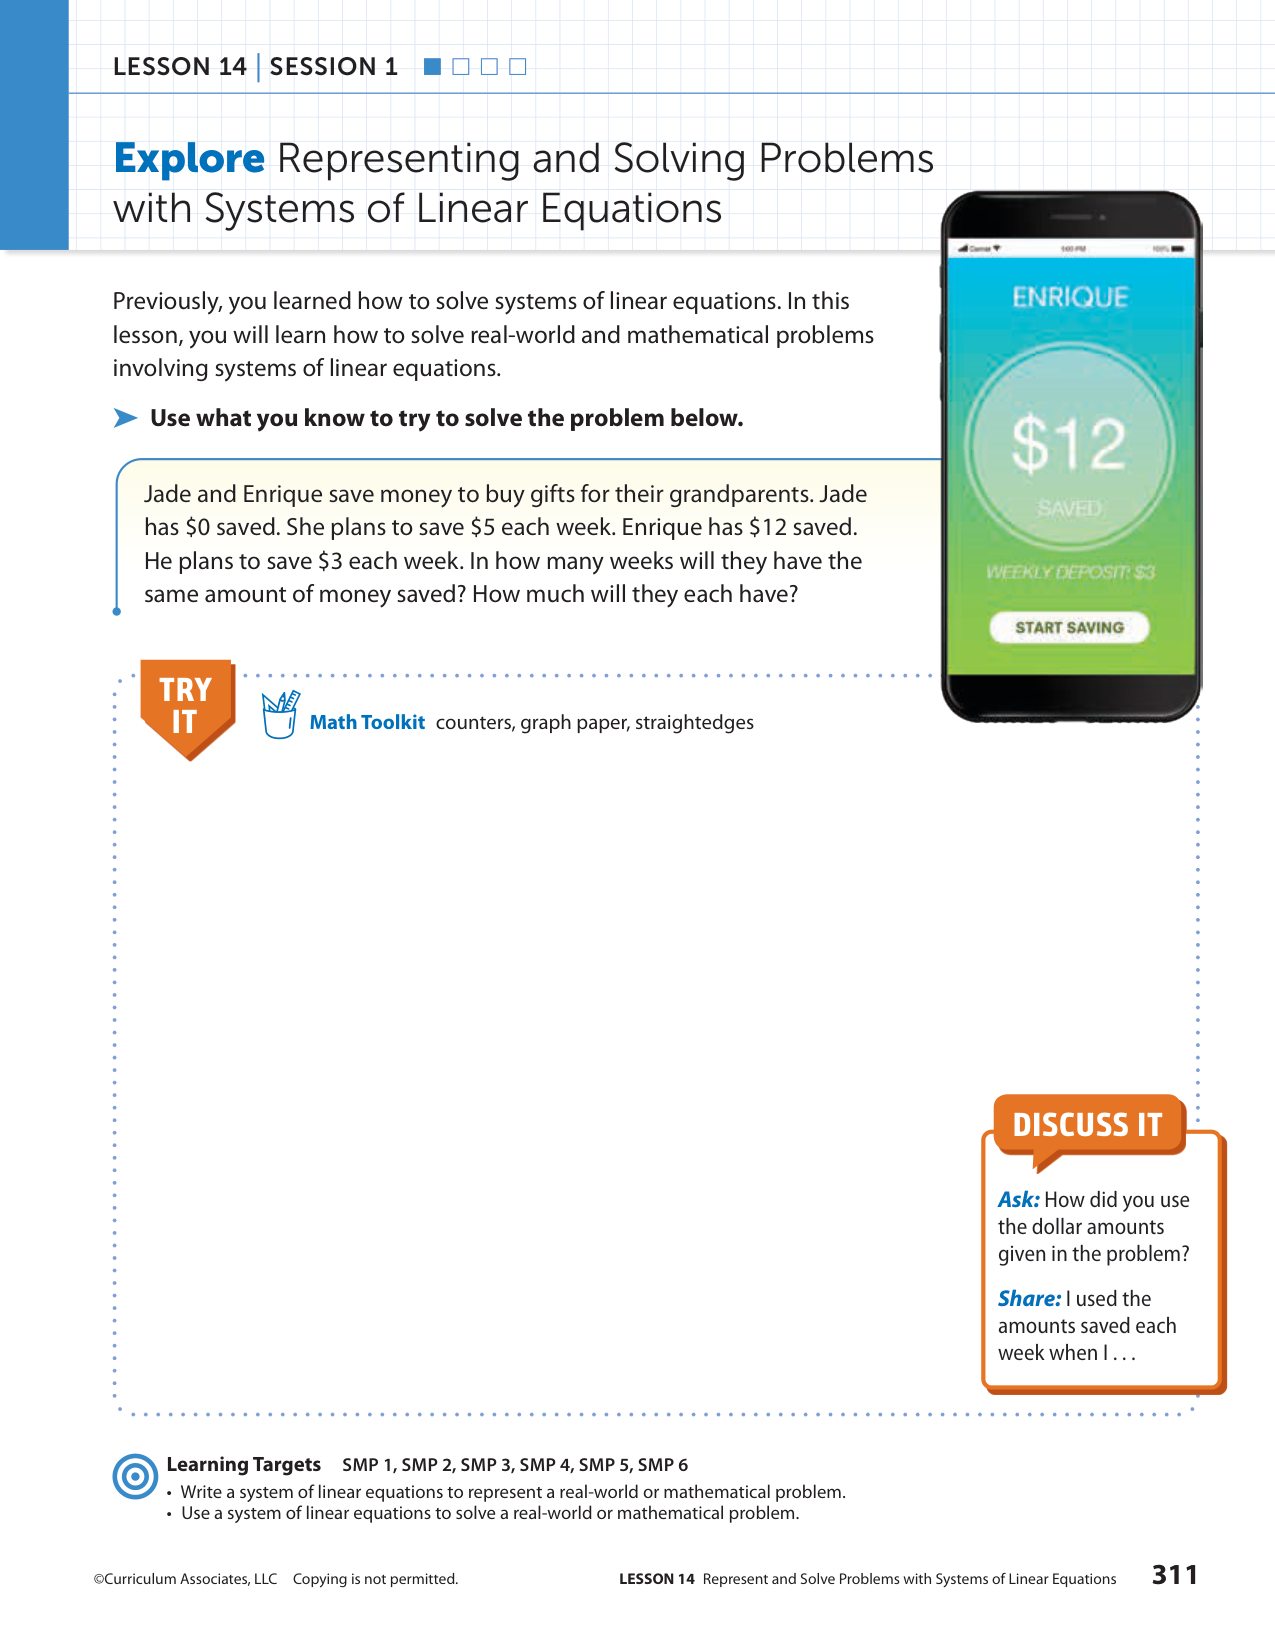 LESSON 14 | SESSION 1
Explore Representing and Solving Problems
with Systems of Linear Equations
Previously, you learned how to solve systems of linear equations. In this
lesson, you will learn how to solve real-world and mathematical problems
involving systems of linear equations.
Use what you know to try to solve the problem below.
Jade and Enrique save money to buy gifts for their grandparents. Jade
has $0 saved. She plans to save $5 each week. Enrique has $12 saved.
He plans to save $3 each week. In how many weeks will they have the
same amount of money saved? How much will they each have?
Carrier
100%
ENRIQUE
$12
SAVED
WEEKLY DEPOSIT: $3
START SAVING
TRY
IT
Math Toolkit counters, graph paper, straightedges
DISCUSS IT
Ask: How did you use
the dollar amounts
given in the problem?
Share: I used the
amounts saved each
week when I . . .
Learning Targets SMP 1, SMP 2, SMP 3, SMP 4, SMP 5, SMP 6
• Write a system of linear equations to represent a real-world or mathematical problem.
• Use a system of linear equations to solve a real-world or mathematical problem.
©Curriculum Associates, LLC Copying is not permitted.
LESSON 14 Represent and Solve Problems with Systems of Linear Equations 311